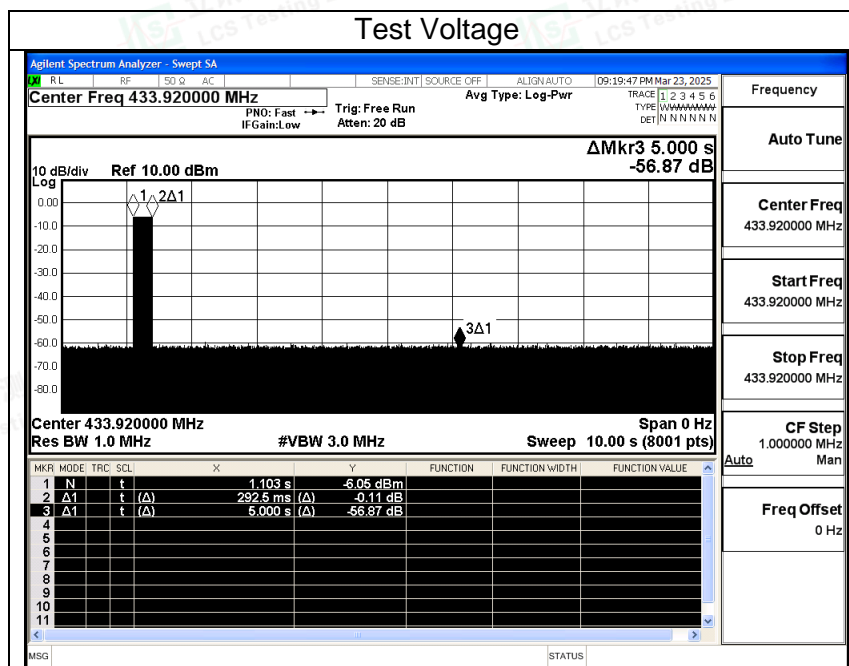 Test Voltage
Agilent Spectrum Analyzer - Swept SA
RL RF 50 Ω AC SENSE:INT SOURCE OFF ALIGN AUTO 09:19:47 PM Mar 23, 2025
Center Freq 433.920000 MHz
PNO: Fast
IFGain:Low
Trig: Free Run
Atten: 20 dB
Avg Type: Log-Pwr
TRACE 1 2 3 4 5 6
TYPE W
DET N N N N N N
ΔMkr3 5.000 s
-56.87 dB
10 dB/div Ref 10.00 dBm
Log
0.00
-10.0
-20.0
-30.0
-40.0
-50.0
-60.0
-70.0
-80.0
1 2Δ1
3Δ1
Center 433.920000 MHz Span 0 Hz
Res BW 1.0 MHz #VBW 3.0 MHz Sweep 10.00 s (8001 pts)
MKR MODE TRC SCL X Y FUNCTION FUNCTION WIDTH FUNCTION VALUE
1 N t 1.103 s -6.05 dBm
2 Δ1 t (Δ) 292.5 ms (Δ) -0.11 dB
3 Δ1 t (Δ) 5.000 s (Δ) -56.87 dB
4
5
6
7
8
9
10
11
MSG STATUS
Frequency
Auto Tune
Center Freq
433.920000 MHz
Start Freq
433.920000 MHz
Stop Freq
433.920000 MHz
CF Step
1.000000 MHz
Auto Man
Freq Offset
0 Hz